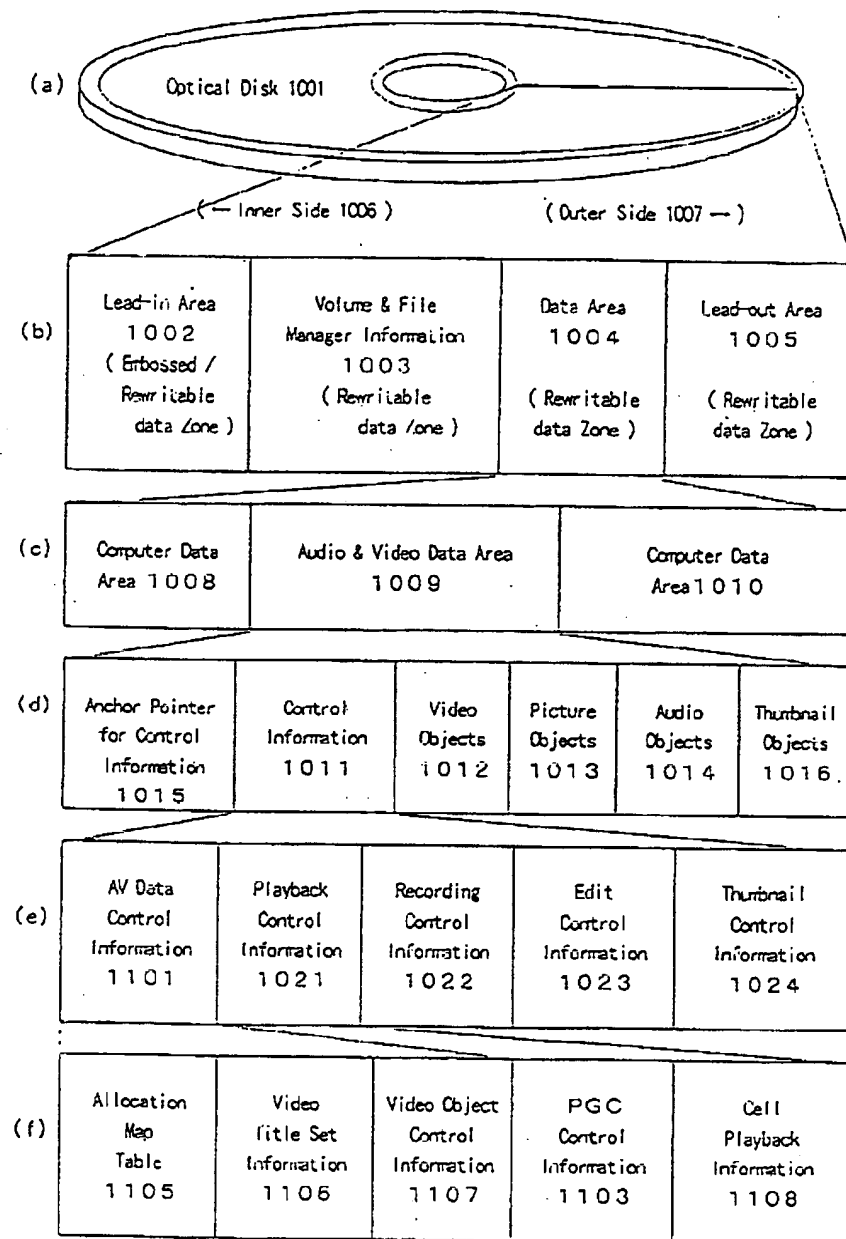 (a)
Optical Disk 1001
(← Inner Side 1006 )
( Outer Side 1007 → )
(b)
Lead-in Area
1002
( Embossed /
Rewritable
data Zone )
Volume & File
Manager Information
1003
( Rewritable
data Zone )
Data Area
1004
( Rewritable
data Zone )
Lead-out Area
1005
( Rewritable
data Zone )
(c)
Computer Data
Area 1008
Audio & Video Data Area
1009
Computer Data
Area 1010
(d)
Anchor Pointer
for Control
Information
1015
Control
Information
1011
Video
Objects
1012
Picture
Objects
1013
Audio
Objects
1014
Thumbnail
Objects
1016
(e)
AV Data
Control
Information
1101
Playback
Control
Information
1021
Recording
Control
Information
1022
Edit
Control
Information
1023
Thumbnail
Control
Information
1024
(f)
Allocation
Map
Table
1105
Video
Title Set
Information
1106
Video Object
Control
Information
1107
PGC
Control
Information
1103
Cell
Playback
Information
1108